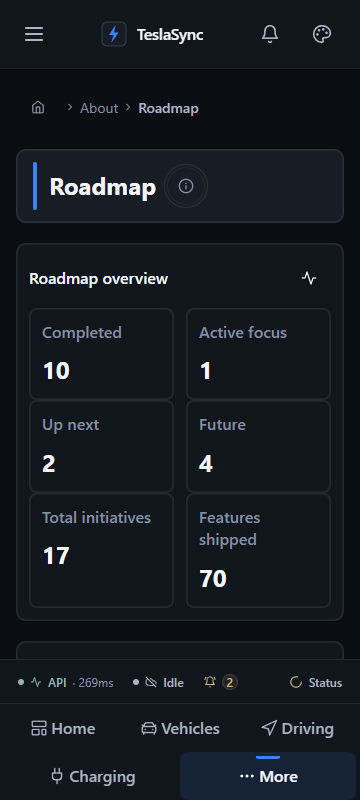 TeslaSync
About
Roadmap
Roadmap
Roadmap overview
Completed
10
Active focus
1
Up next
2
Future
4
Total initiatives
17
Features
shipped
70
API · 269ms
Idle
2
Status
Home
Vehicles
Driving
Charging
More